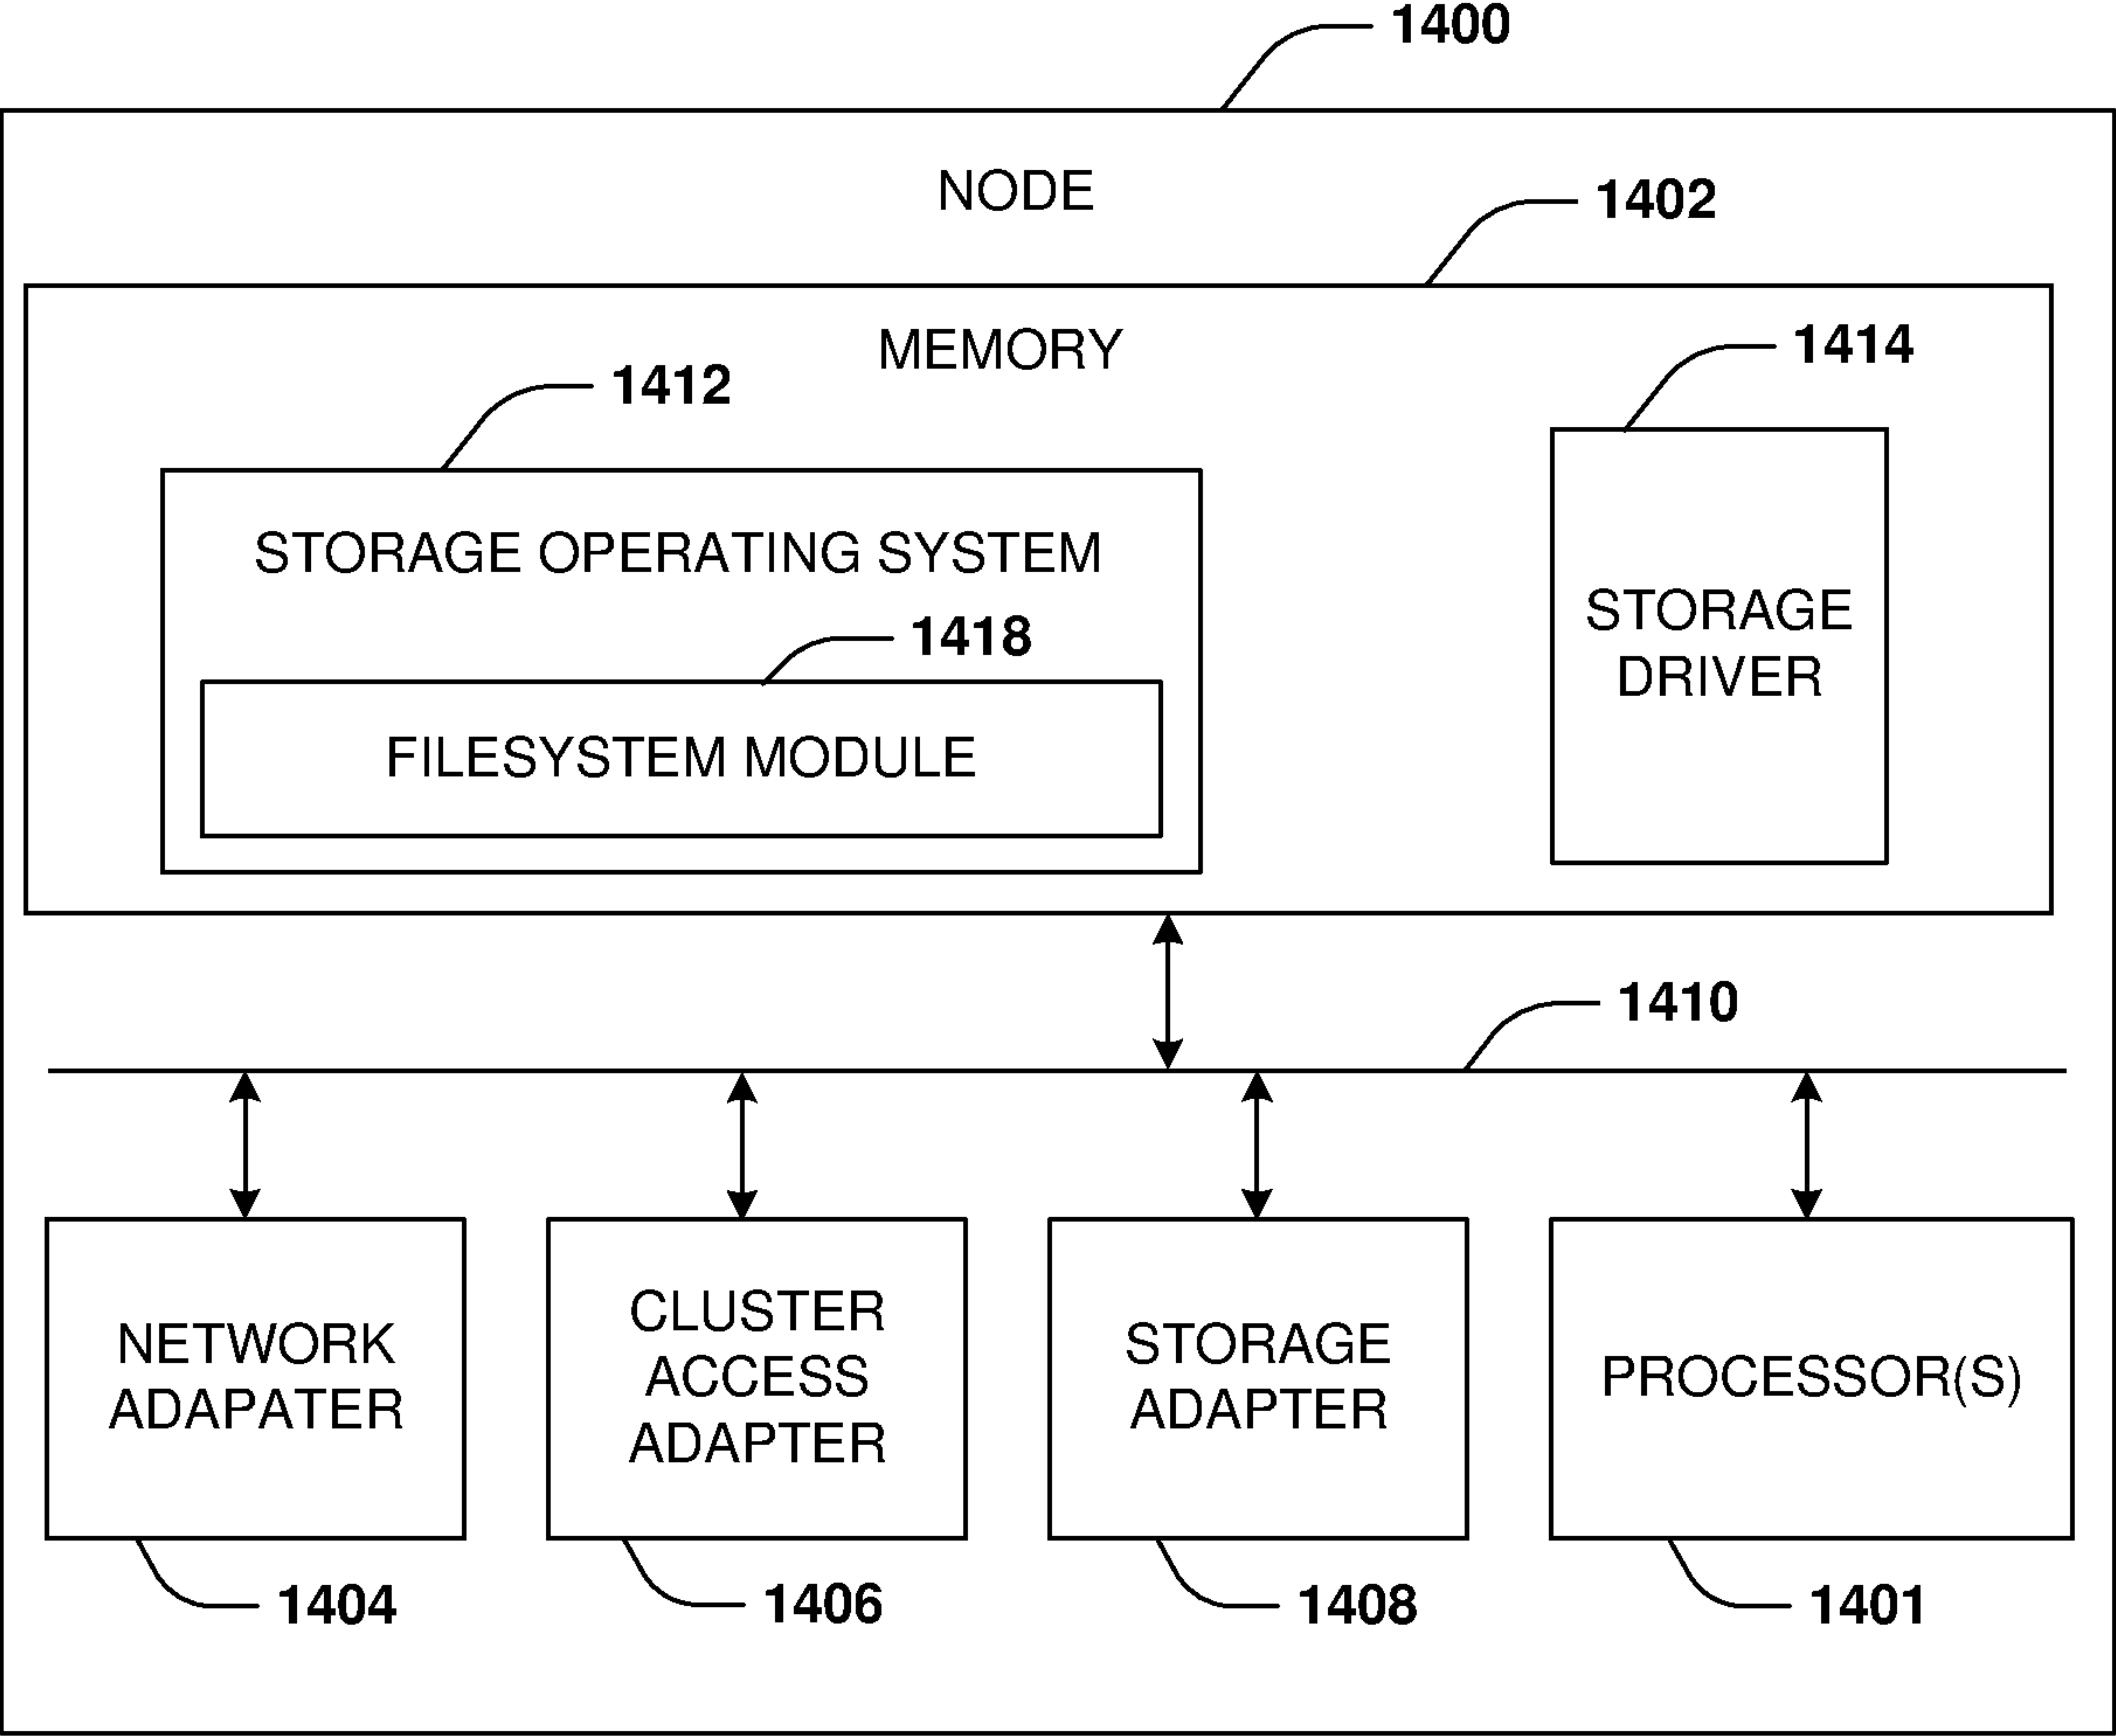 1400
NODE
1402
MEMORY
1414
1412
STORAGE OPERATING SYSTEM
1418
FILESYSTEM MODULE
STORAGE
DRIVER
1410
NETWORK
ADAPATER
CLUSTER
ACCESS
ADAPTER
STORAGE
ADAPTER
PROCESSOR(S)
1404
1406
1408
1401